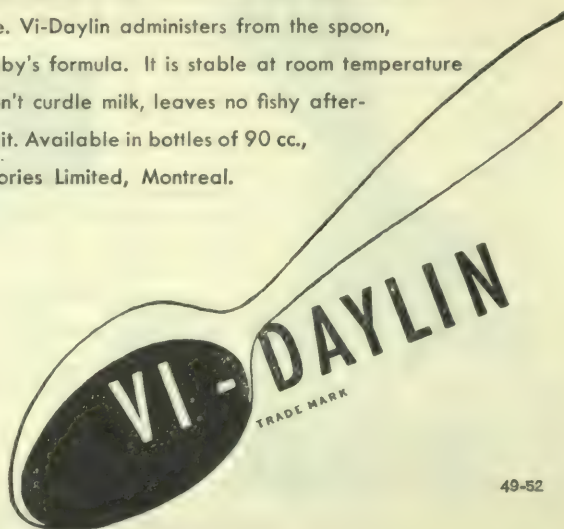 e. Vi-Daylin administers from the spoon,
by's formula. It is stable at room temperature
n't curdle milk, leaves no fishy after-
it. Available in bottles of 90 cc.,
ories Limited, Montreal.
VI-DAYLIN
TRADE MARK
49-52